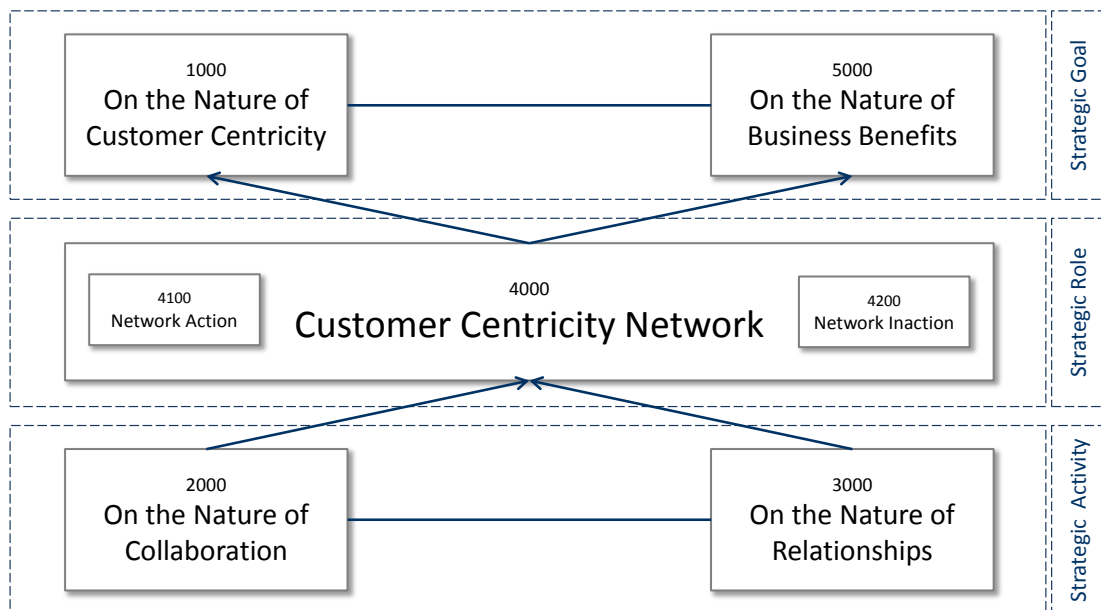 1000
On the Nature of
Customer Centricity
5000
On the Nature of
Business Benefits
Strategic Goal
4100
Network Action
4000
Customer Centricity Network
4200
Network Inaction
Strategic Role
2000
On the Nature of
Collaboration
3000
On the Nature of
Relationships
Strategic Activity